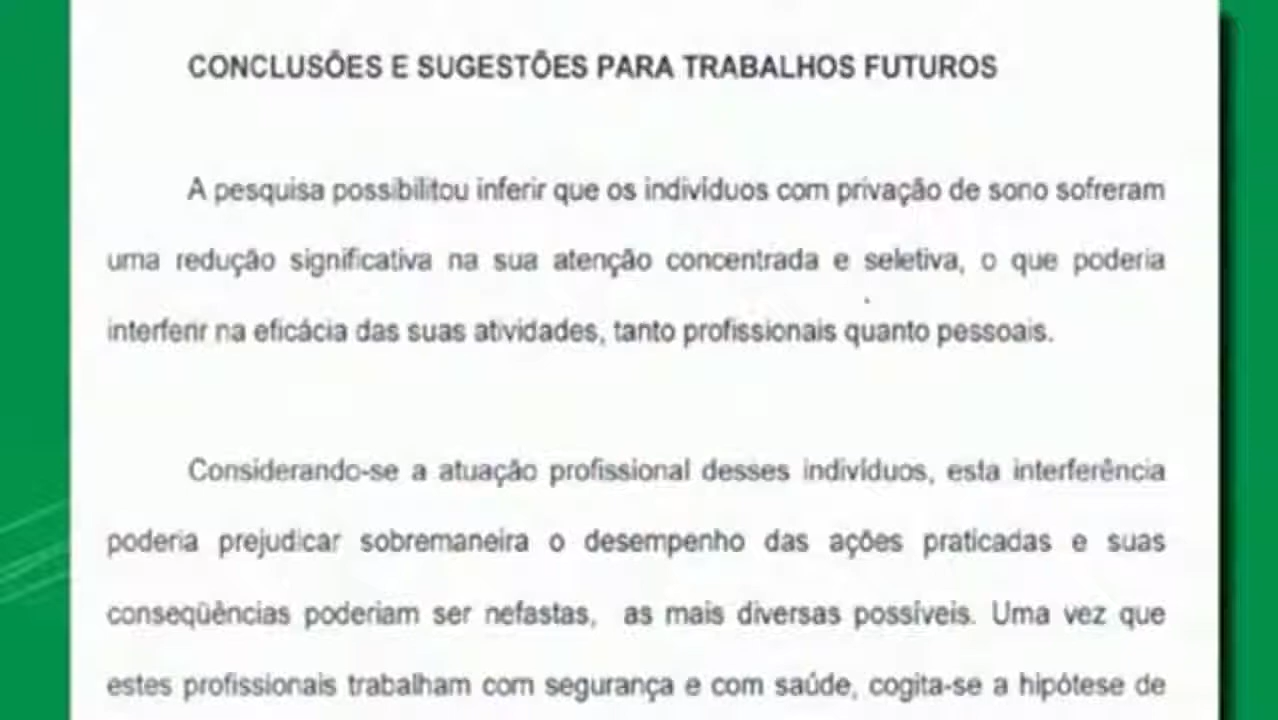 CONCLUSÕES E SUGESTÕES PARA TRABALHOS FUTUROS
A pesquisa possibilitou inferir que os indivíduos com privação de sono sofreram
uma redução significativa na sua atenção concentrada e seletiva, o que poderia
interferir na eficácia das suas atividades, tanto profissionais quanto pessoais.
Considerando-se a atuação profissional desses indivíduos, esta interferência
poderia prejudicar sobremaneira o desempenho das ações praticadas e suas
conseqüências poderiam ser nefastas, as mais diversas possíveis. Uma vez que
estes profissionais trabalham com segurança e com saúde, cogita-se a hipótese de